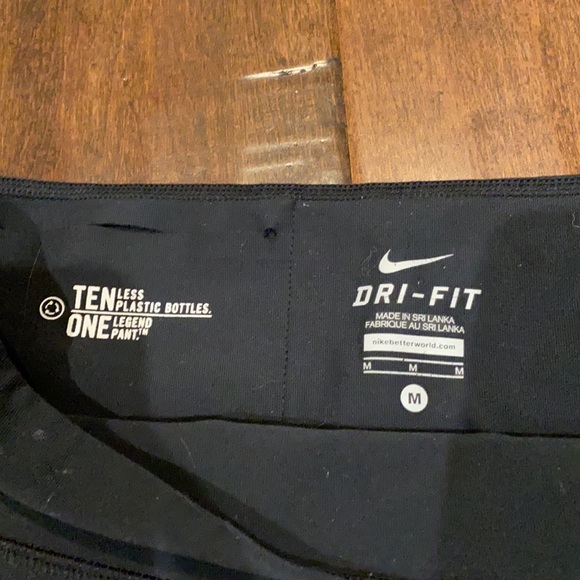 TEN LESS
PLASTIC BOTTLES.
ONE LEGEND
PANT.™
DRI-FIT
MADE IN SRI LANKA
FABRIQUE AU SRI LANKA
nikebetterworld.com
M M M
M